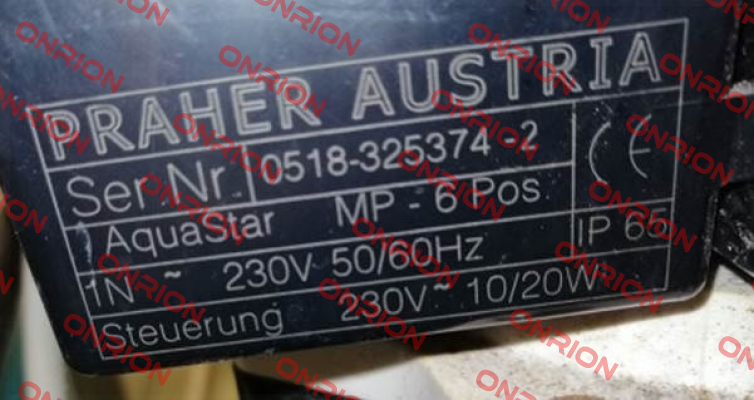 PRAHER AUSTRIA
Ser.Nr. 0518-325374 -2
CE
AquaStar MP - 6 Pos.
1N ~ 230V 50/60Hz IP 65
Steuerung 230V~ 10/20W
ONRION